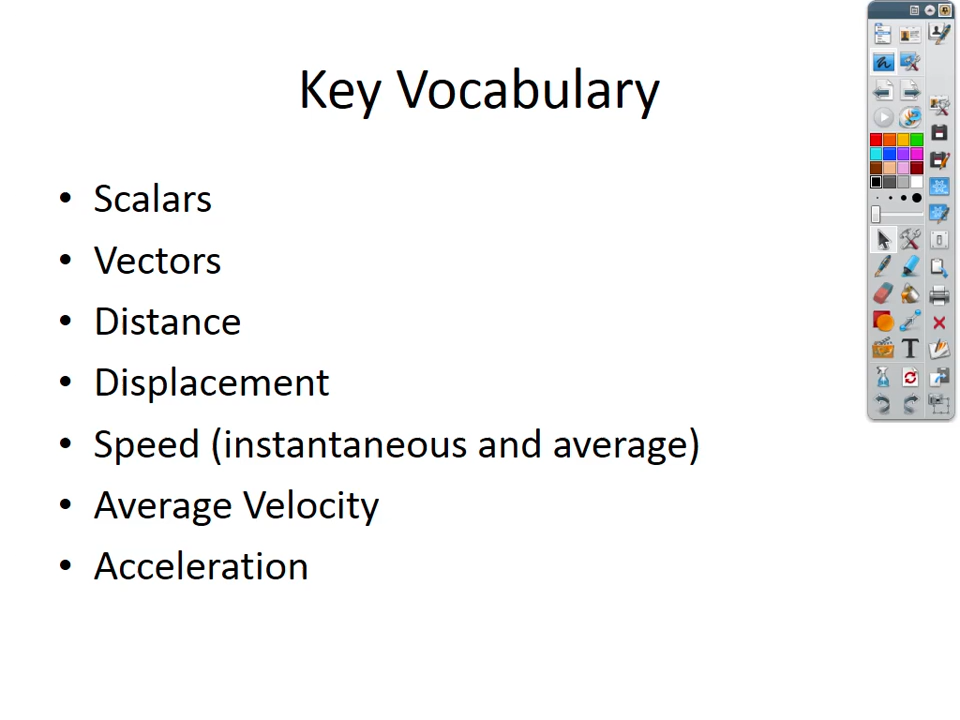 Key Vocabulary
• Scalars
• Vectors
• Distance
• Displacement
• Speed (instantaneous and average)
• Average Velocity
• Acceleration
T